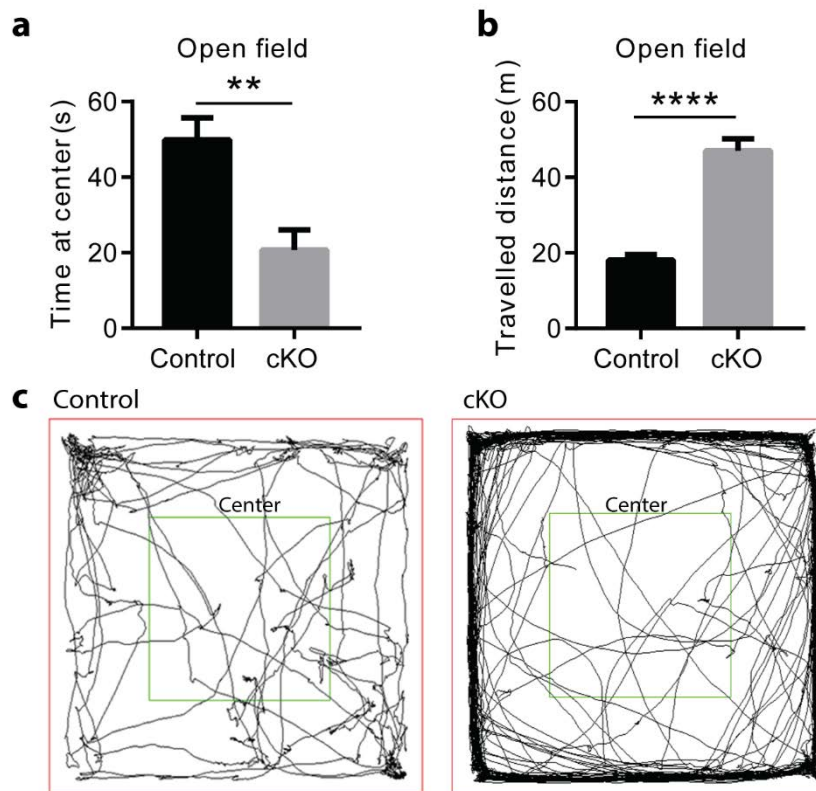 a
Open field
**
Time at center(s)
60
40
20
0
Control cKO
b
Open field
****
Travelled distance(m)
60
40
20
0
Control cKO
c Control
Center
cKO
Center